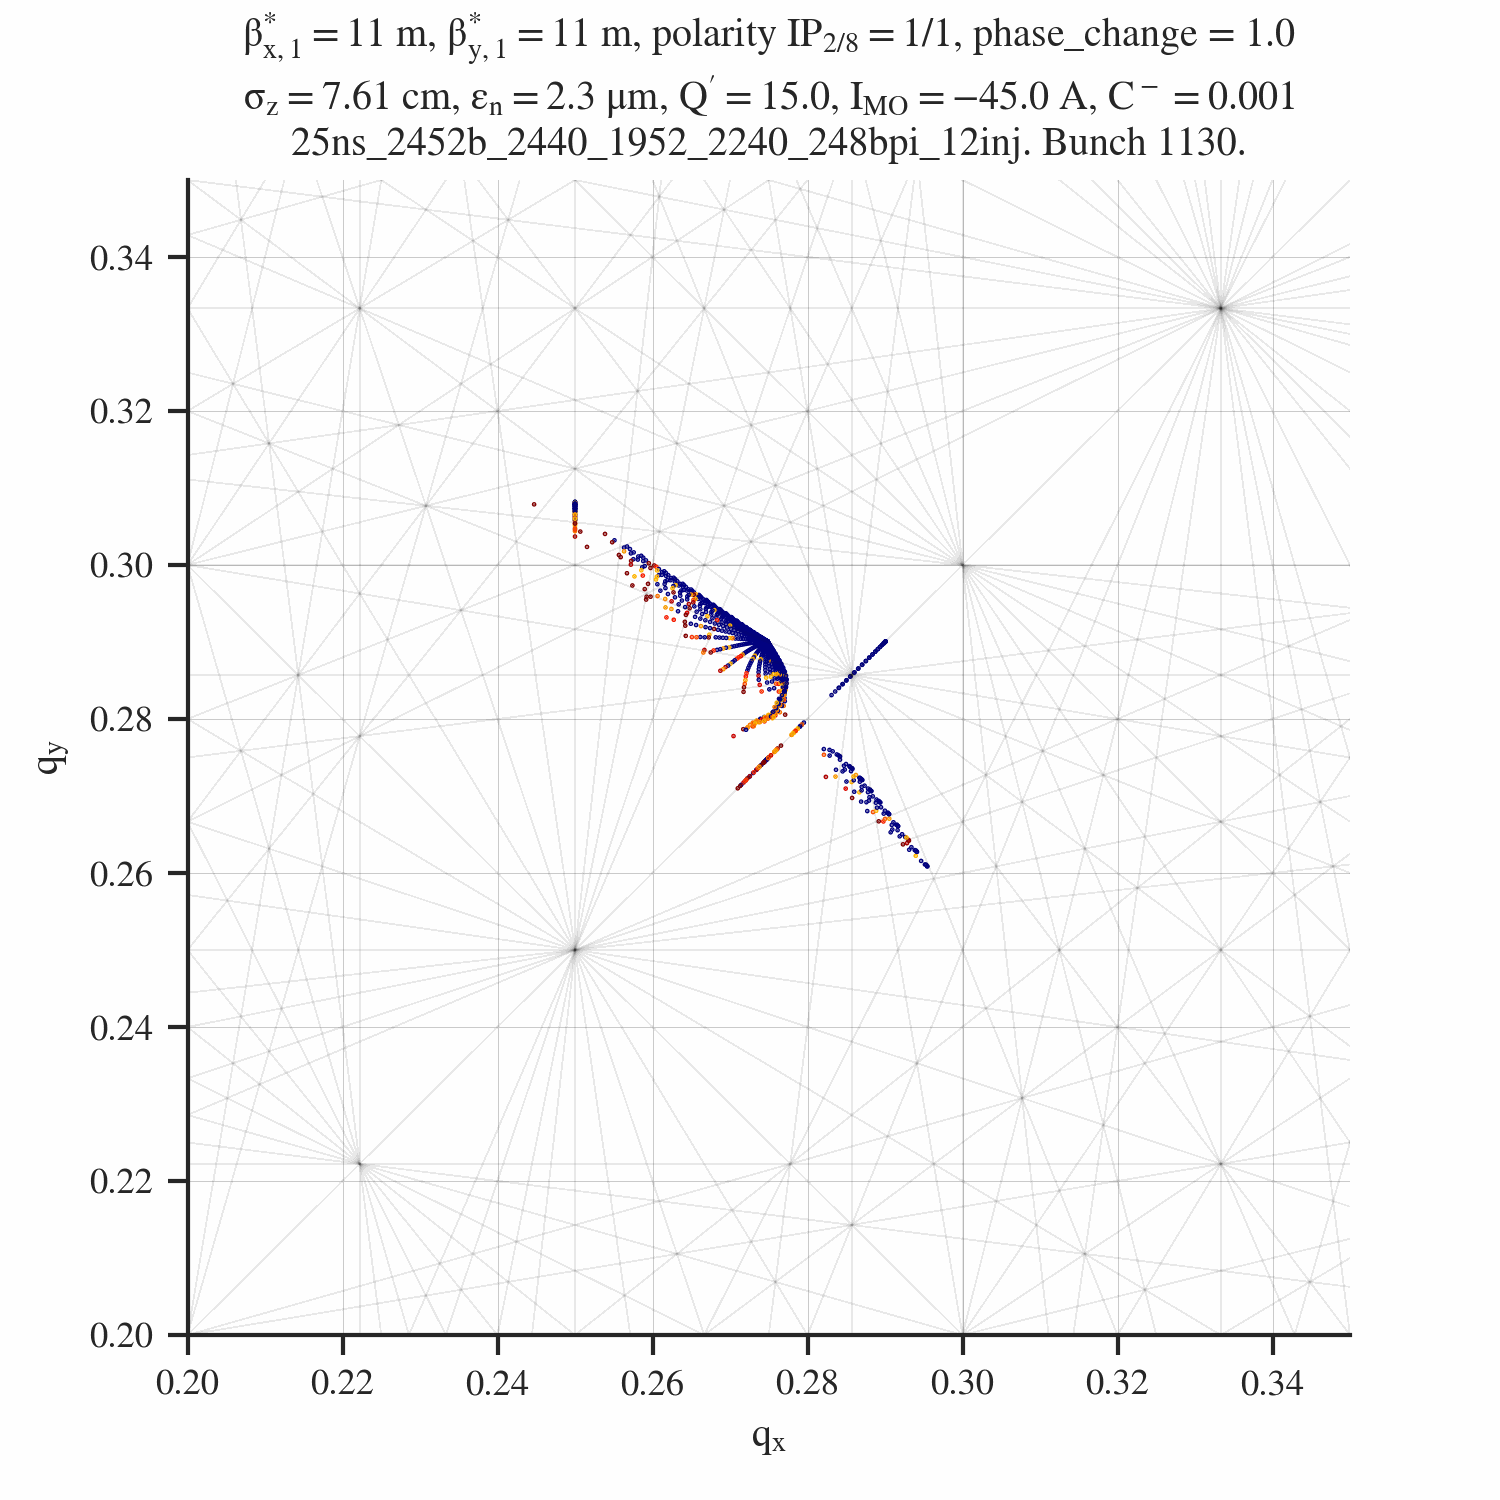 β*x, 1 = 11 m, β*y, 1 = 11 m, polarity IP2/8 = 1/1, phase_change = 1.0
σz = 7.61 cm, εn = 2.3 μm, Q′ = 15.0, IMO = −45.0 A, C− = 0.001
25ns_2452b_2440_1952_2240_248bpi_12inj. Bunch 1130.
0.34
0.32
0.30
0.28
0.26
0.24
0.22
0.20
qy
0.20 0.22 0.24 0.26 0.28 0.30 0.32 0.34
qx